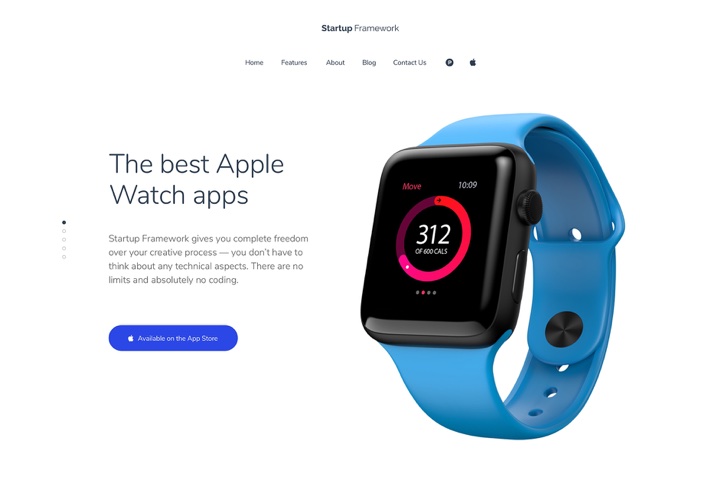 Startup Framework
Home Features About Blog Contact Us
The best Apple
Watch apps
Startup Framework gives you complete freedom
over your creative process — you don't have to
think about any technical aspects. There are no
limits and absolutely no coding.
Available on the App Store
Move 10:09
312
OF 600 CALS